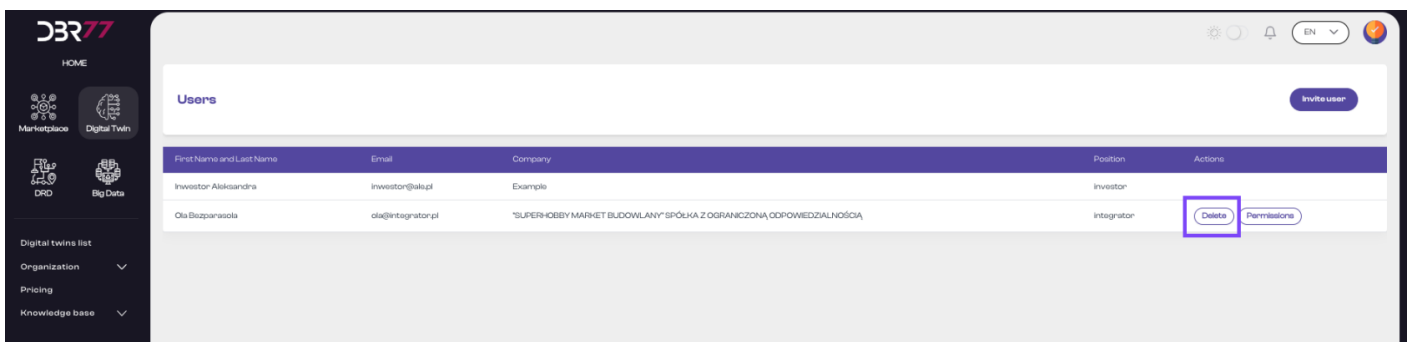 DBR77
HOME
EN
Marketplace
Digital Twin
DRD
Big Data
Digital twins list
Organization
Pricing
Knowledge base
Users
Invite user
First Name and Last Name Email Company Position Actions
Inwestor Aleksandra inwestor@ale.pl Example investor
Ola Bezparasola ola@integrator.pl "SUPERHOBBY MARKET BUDOWLANY" SPÓŁKA Z OGRANICZONĄ ODPOWIEDZIALNOŚCIĄ integrator Delete Permissions